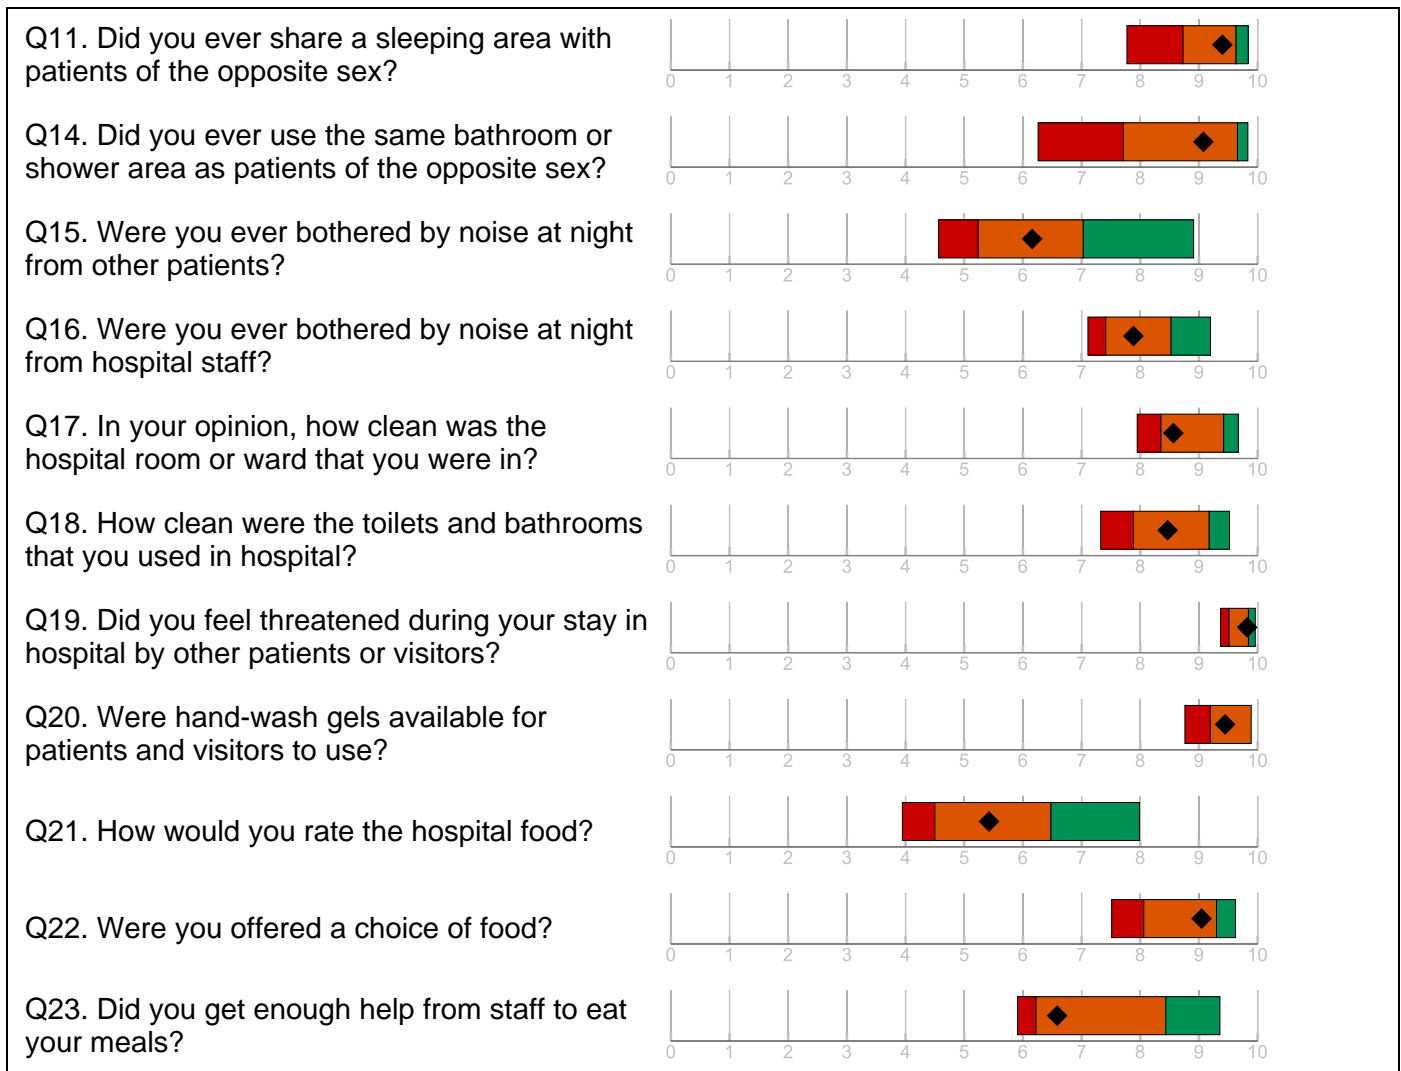 Q11. Did you ever share a sleeping area with
patients of the opposite sex?
0 1 2 3 4 5 6 7 8 9 10
Q14. Did you ever use the same bathroom or
shower area as patients of the opposite sex?
0 1 2 3 4 5 6 7 8 9 10
Q15. Were you ever bothered by noise at night
from other patients?
0 1 2 3 4 5 6 7 8 9 10
Q16. Were you ever bothered by noise at night
from hospital staff?
0 1 2 3 4 5 6 7 8 9 10
Q17. In your opinion, how clean was the
hospital room or ward that you were in?
0 1 2 3 4 5 6 7 8 9 10
Q18. How clean were the toilets and bathrooms
that you used in hospital?
0 1 2 3 4 5 6 7 8 9 10
Q19. Did you feel threatened during your stay in
hospital by other patients or visitors?
0 1 2 3 4 5 6 7 8 9 10
Q20. Were hand-wash gels available for
patients and visitors to use?
0 1 2 3 4 5 6 7 8 9 10
Q21. How would you rate the hospital food?
0 1 2 3 4 5 6 7 8 9 10
Q22. Were you offered a choice of food?
0 1 2 3 4 5 6 7 8 9 10
Q23. Did you get enough help from staff to eat
your meals?
0 1 2 3 4 5 6 7 8 9 10